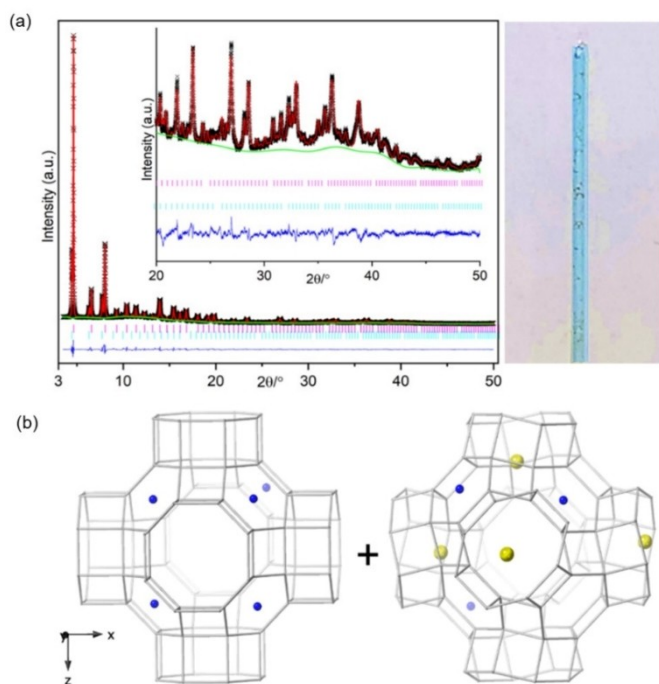 (a)
Intensity (a.u.)
Intensity (a.u.)
20 30 40 50
2θ/°
3 10 20 30 40 50
2θ/°
(b)
+
y x
z